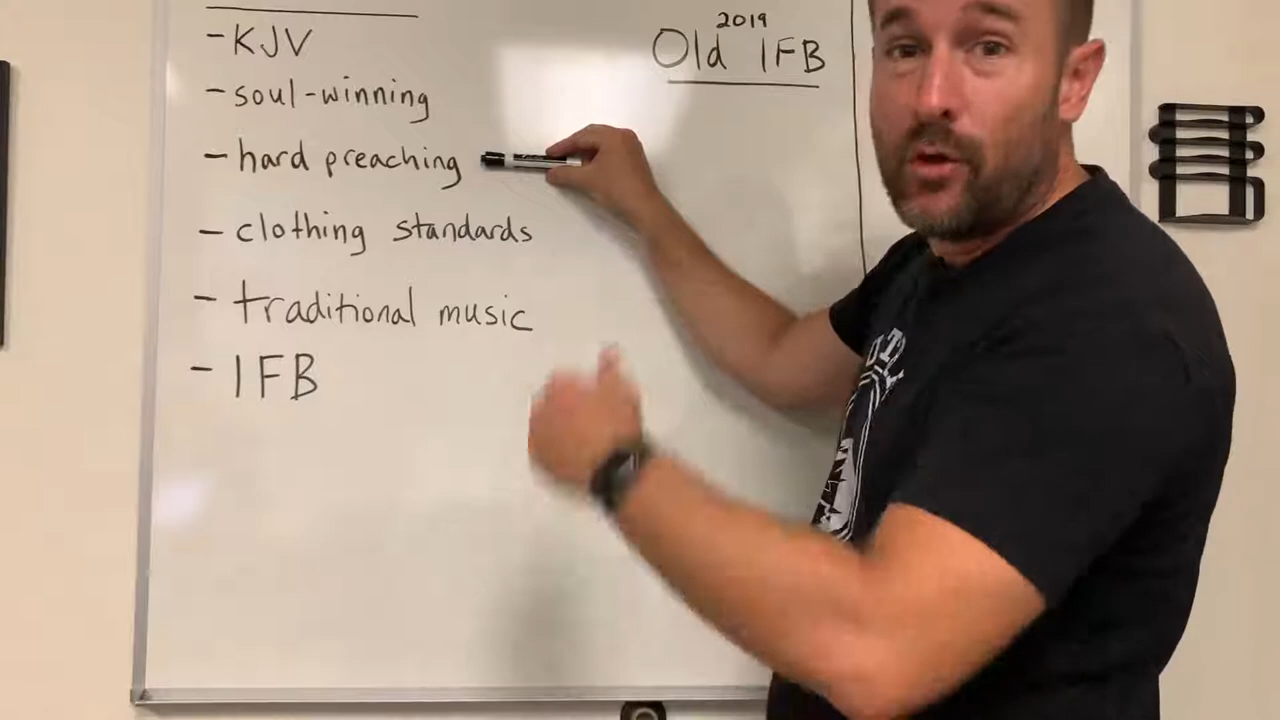 - KJV
- soul-winning
- hard preaching
- clothing standards
- traditional music
- IFB
2019
Old IFB